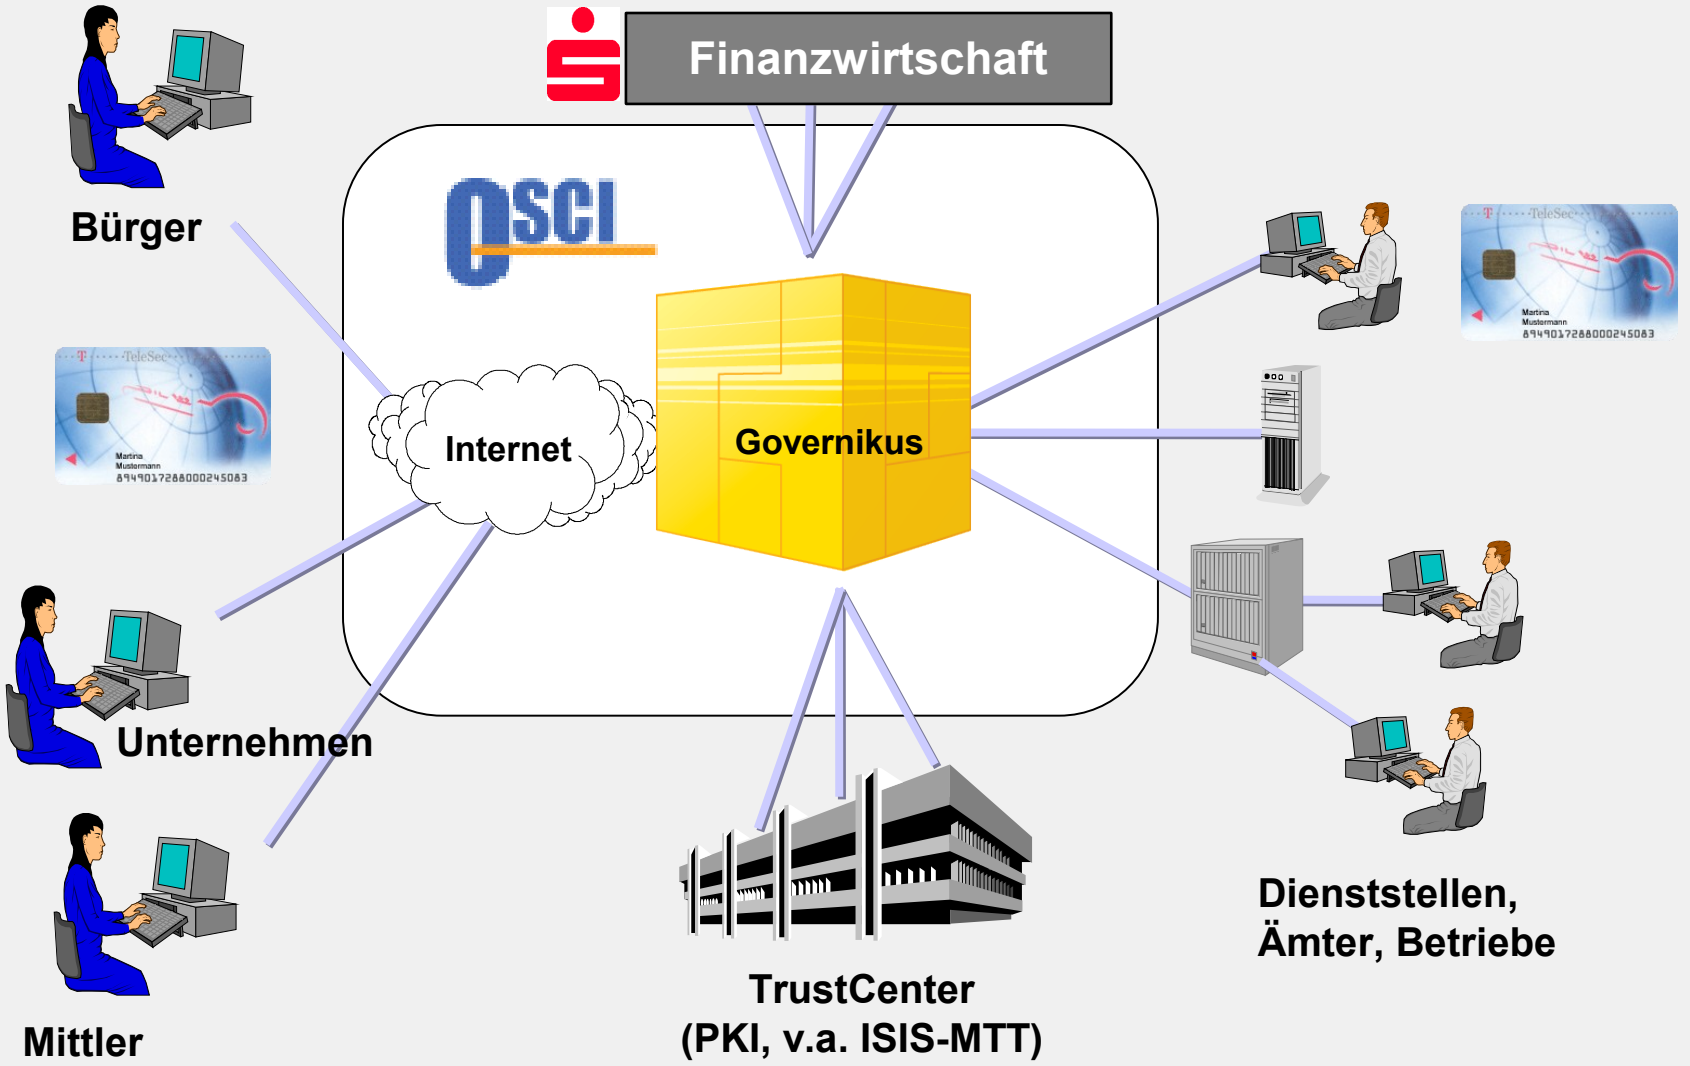 Finanzwirtschaft
OSCI
Bürger
T TeleSec
Martina
Mustermann
8949017288000245083
T TeleSec
Martina
Mustermann
8949017288000245083
Internet
Governikus
Unternehmen
Dienststellen,
Ämter, Betriebe
TrustCenter
(PKI, v.a. ISIS-MTT)
Mittler